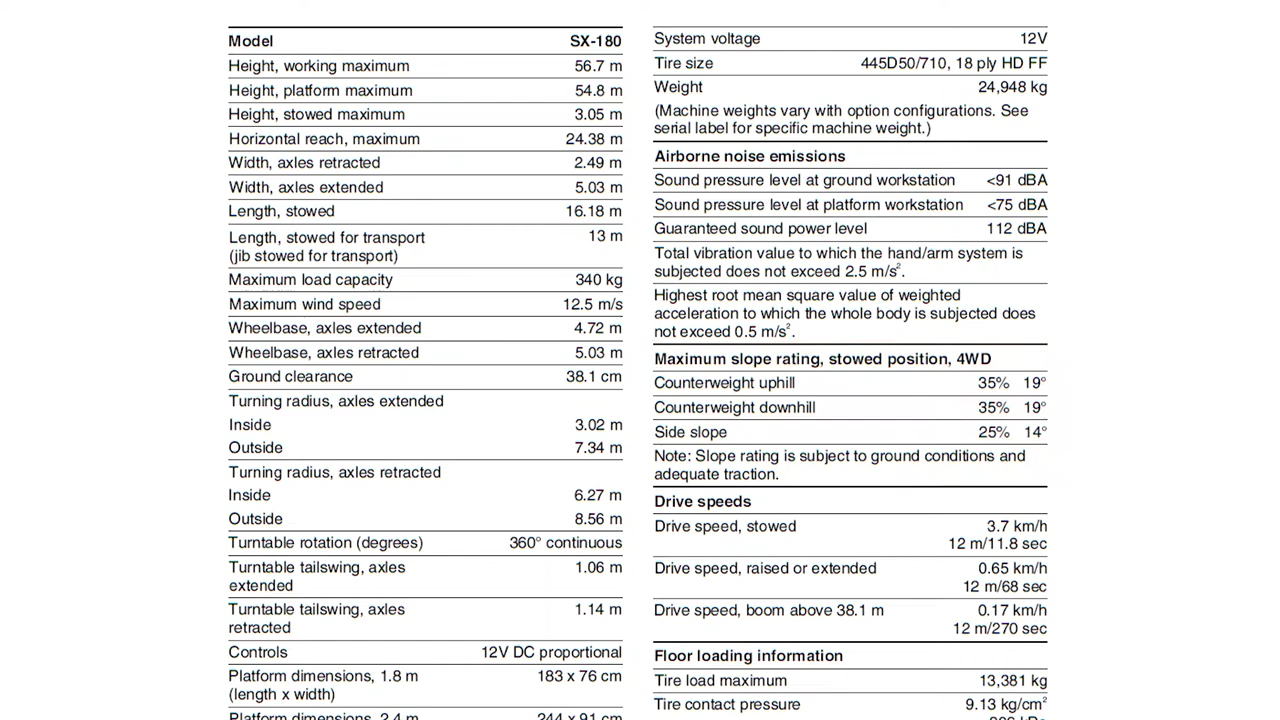 Model SX-180
Height, working maximum 56.7 m
Height, platform maximum 54.8 m
Height, stowed maximum 3.05 m
Horizontal reach, maximum 24.38 m
Width, axles retracted 2.49 m
Width, axles extended 5.03 m
Length, stowed 16.18 m
Length, stowed for transport 13 m
(jib stowed for transport)
Maximum load capacity 340 kg
Maximum wind speed 12.5 m/s
Wheelbase, axles extended 4.72 m
Wheelbase, axles retracted 5.03 m
Ground clearance 38.1 cm
Turning radius, axles extended
Inside 3.02 m
Outside 7.34 m
Turning radius, axles retracted
Inside 6.27 m
Outside 8.56 m
Turntable rotation (degrees) 360° continuous
Turntable tailswing, axles 1.06 m
extended
Turntable tailswing, axles 1.14 m
retracted
Controls 12V DC proportional
Platform dimensions, 1.8 m 183 x 76 cm
(length x width)
Platform dimensions, 2.4 m 244 x 91 cm
System voltage 12V
Tire size 445D50/710, 18 ply HD FF
Weight 24,948 kg
(Machine weights vary with option configurations. See
serial label for specific machine weight.)
Airborne noise emissions
Sound pressure level at ground workstation <91 dBA
Sound pressure level at platform workstation <75 dBA
Guaranteed sound power level 112 dBA
Total vibration value to which the hand/arm system is
subjected does not exceed 2.5 m/s².
Highest root mean square value of weighted
acceleration to which the whole body is subjected does
not exceed 0.5 m/s².
Maximum slope rating, stowed position, 4WD
Counterweight uphill 35% 19°
Counterweight downhill 35% 19°
Side slope 25% 14°
Note: Slope rating is subject to ground conditions and
adequate traction.
Drive speeds
Drive speed, stowed 3.7 km/h
12 m/11.8 sec
Drive speed, raised or extended 0.65 km/h
12 m/68 sec
Drive speed, boom above 38.1 m 0.17 km/h
12 m/270 sec
Floor loading information
Tire load maximum 13,381 kg
Tire contact pressure 9.13 kg/cm²